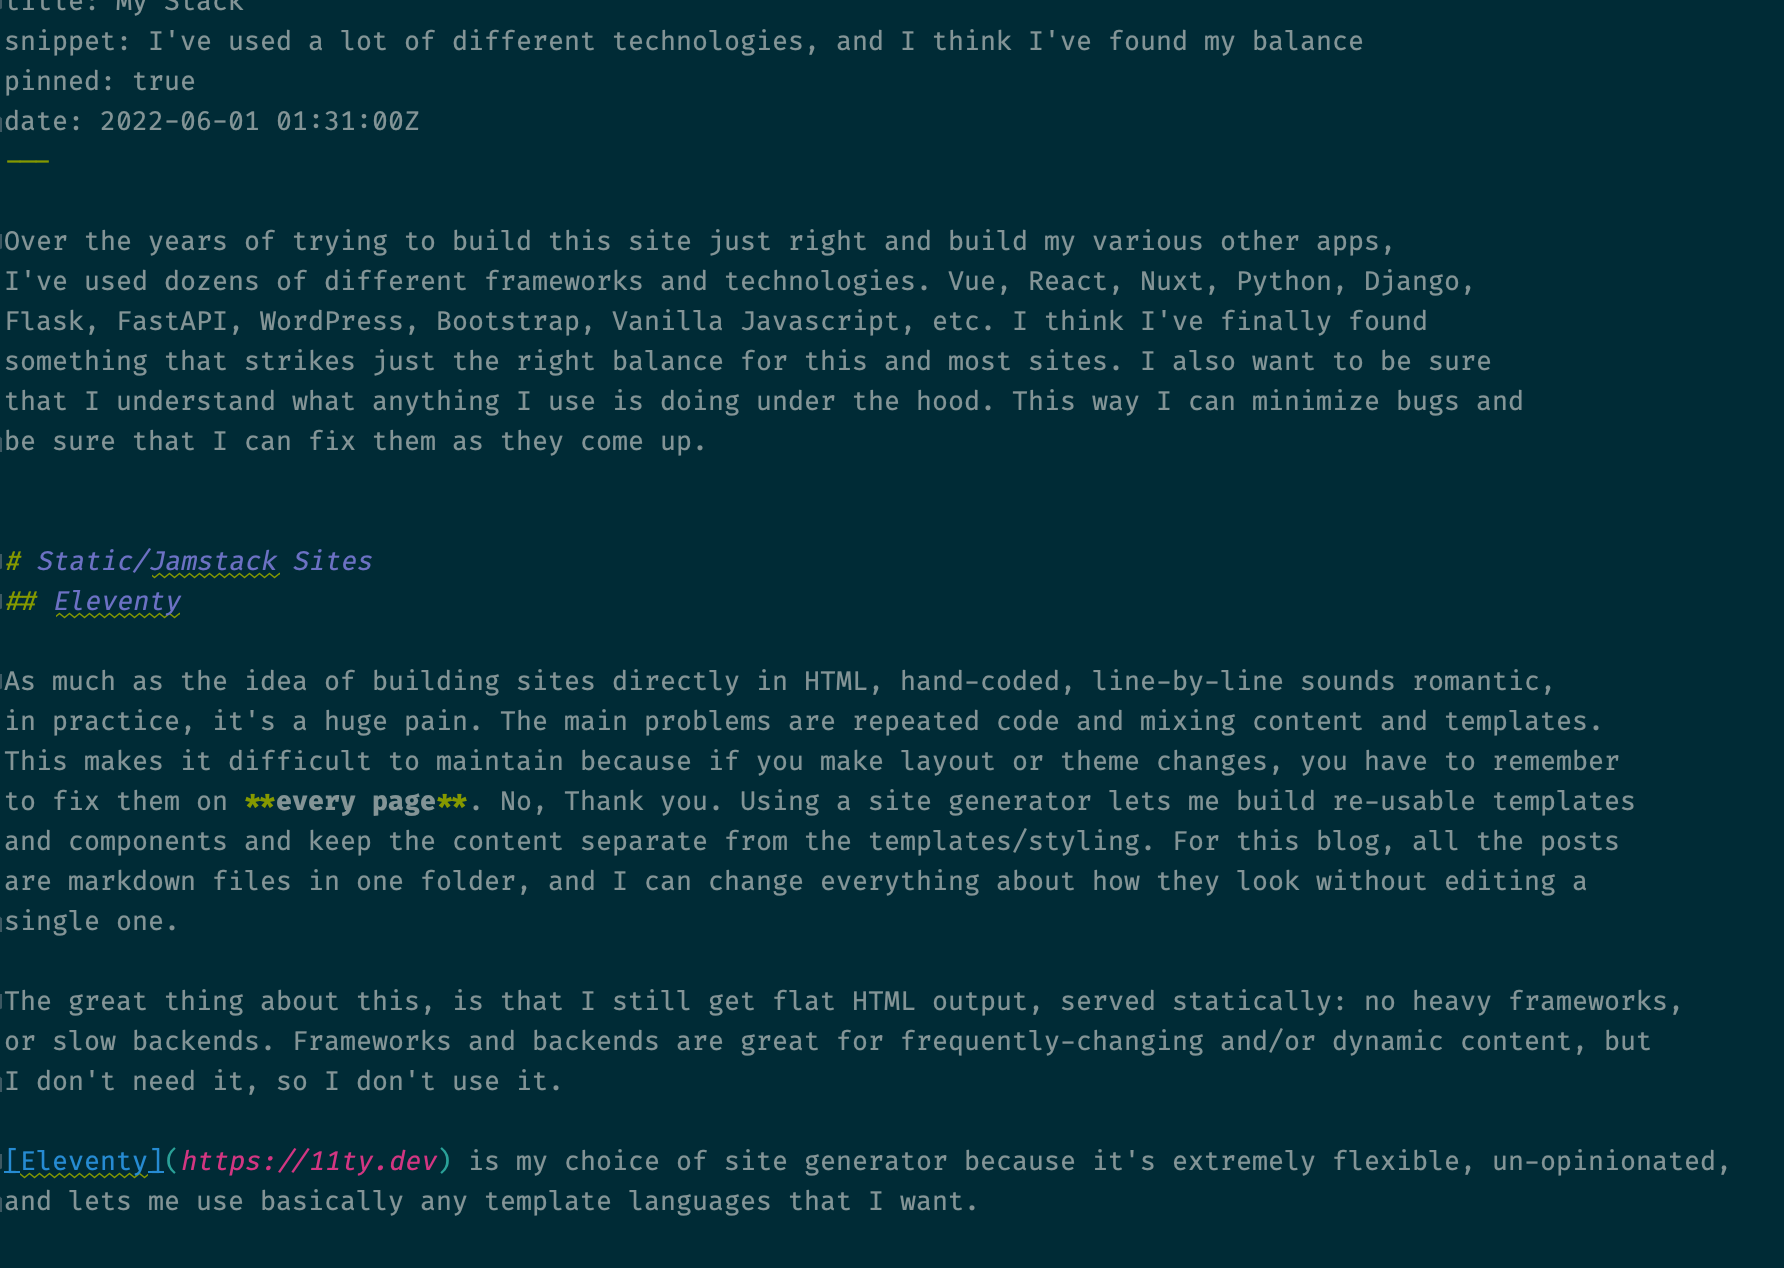 title: My Stack
snippet: I've used a lot of different technologies, and I think I've found my balance
pinned: true
date: 2022-06-01 01:31:00Z
---
Over the years of trying to build this site just right and build my various other apps,
I've used dozens of different frameworks and technologies. Vue, React, Nuxt, Python, Django,
Flask, FastAPI, WordPress, Bootstrap, Vanilla Javascript, etc. I think I've finally found
something that strikes just the right balance for this and most sites. I also want to be sure
that I understand what anything I use is doing under the hood. This way I can minimize bugs and
be sure that I can fix them as they come up.
# Static/Jamstack Sites
## Eleventy
As much as the idea of building sites directly in HTML, hand-coded, line-by-line sounds romantic,
in practice, it's a huge pain. The main problems are repeated code and mixing content and templates.
This makes it difficult to maintain because if you make layout or theme changes, you have to remember
to fix them on **every page**. No, Thank you. Using a site generator lets me build re-usable templates
and components and keep the content separate from the templates/styling. For this blog, all the posts
are markdown files in one folder, and I can change everything about how they look without editing a
single one.
The great thing about this, is that I still get flat HTML output, served statically: no heavy frameworks,
or slow backends. Frameworks and backends are great for frequently-changing and/or dynamic content, but
I don't need it, so I don't use it.
[Eleventy](https://11ty.dev) is my choice of site generator because it's extremely flexible, un-opinionated,
and lets me use basically any template languages that I want.